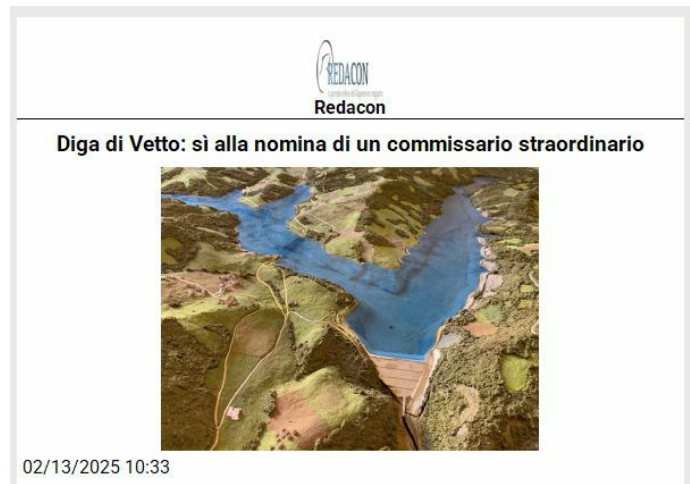 REDACON
Redacon
Diga di Vetto: sì alla nomina di un commissario straordinario
02/13/2025 10:33